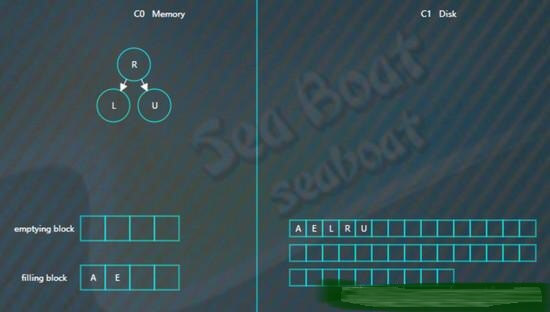 C0 Memory
C1 Disk
R
L U
Sea Boat
seaboat
emptying block
A E L R U
filling block
A E